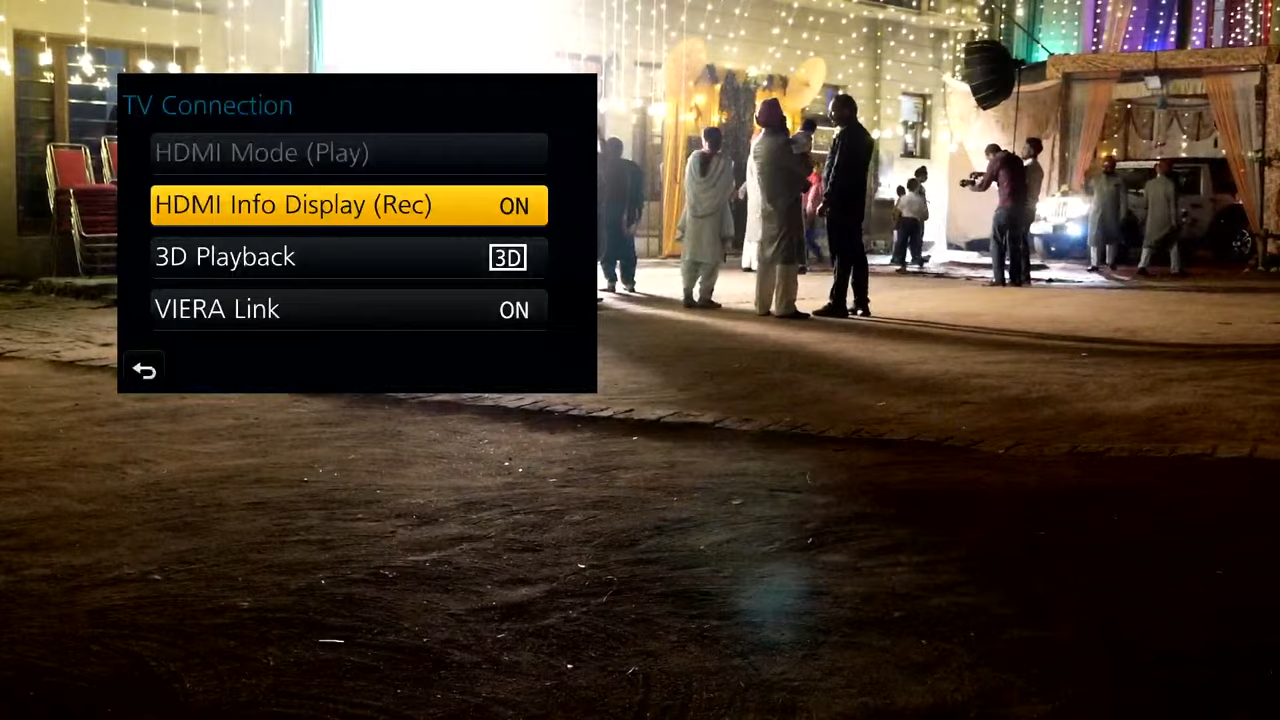 TV Connection
HDMI Mode (Play)
HDMI Info Display (Rec) ON
3D Playback 3D
VIERA Link ON